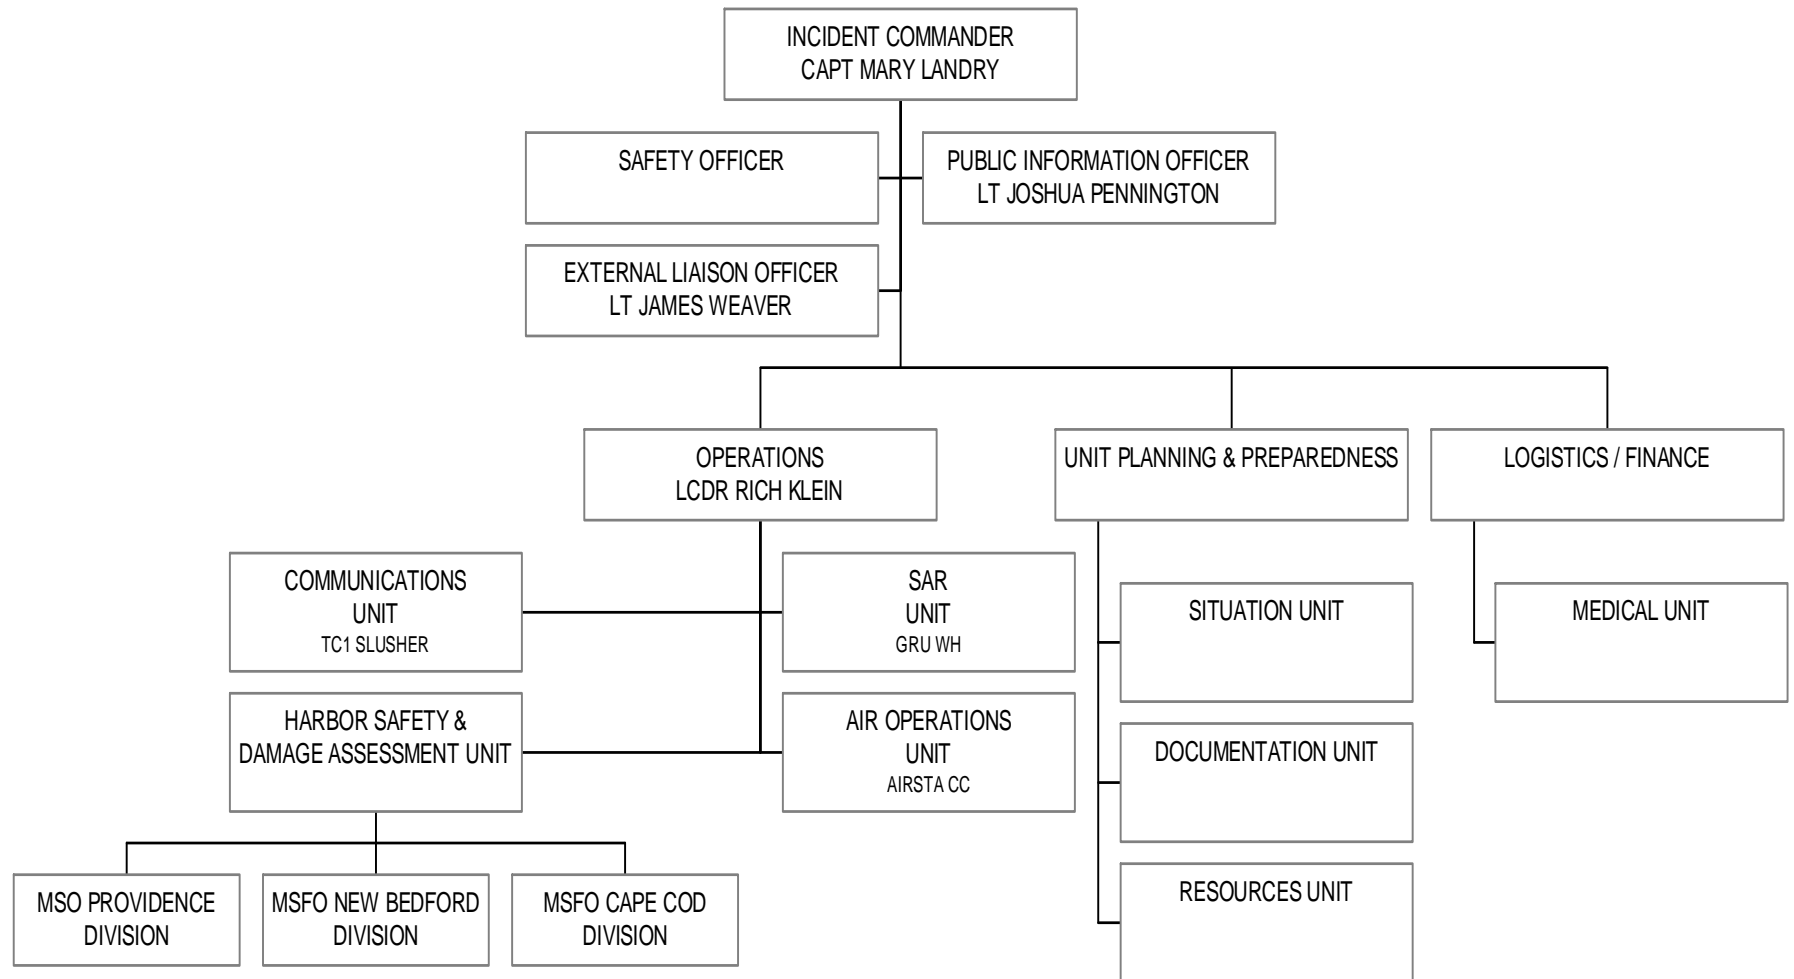 INCIDENT COMMANDER
CAPT MARY LANDRY
SAFETY OFFICER
PUBLIC INFORMATION OFFICER
LT JOSHUA PENNINGTON
EXTERNAL LIAISON OFFICER
LT JAMES WEAVER
OPERATIONS
LCDR RICH KLEIN
UNIT PLANNING & PREPAREDNESS
LOGISTICS / FINANCE
COMMUNICATIONS
UNIT
TC1 SLUSHER
SAR
UNIT
GRU WH
SITUATION UNIT
MEDICAL UNIT
HARBOR SAFETY &
DAMAGE ASSESSMENT UNIT
AIR OPERATIONS
UNIT
AIRSTA CC
DOCUMENTATION UNIT
RESOURCES UNIT
MSO PROVIDENCE
DIVISION
MSFO NEW BEDFORD
DIVISION
MSFO CAPE COD
DIVISION